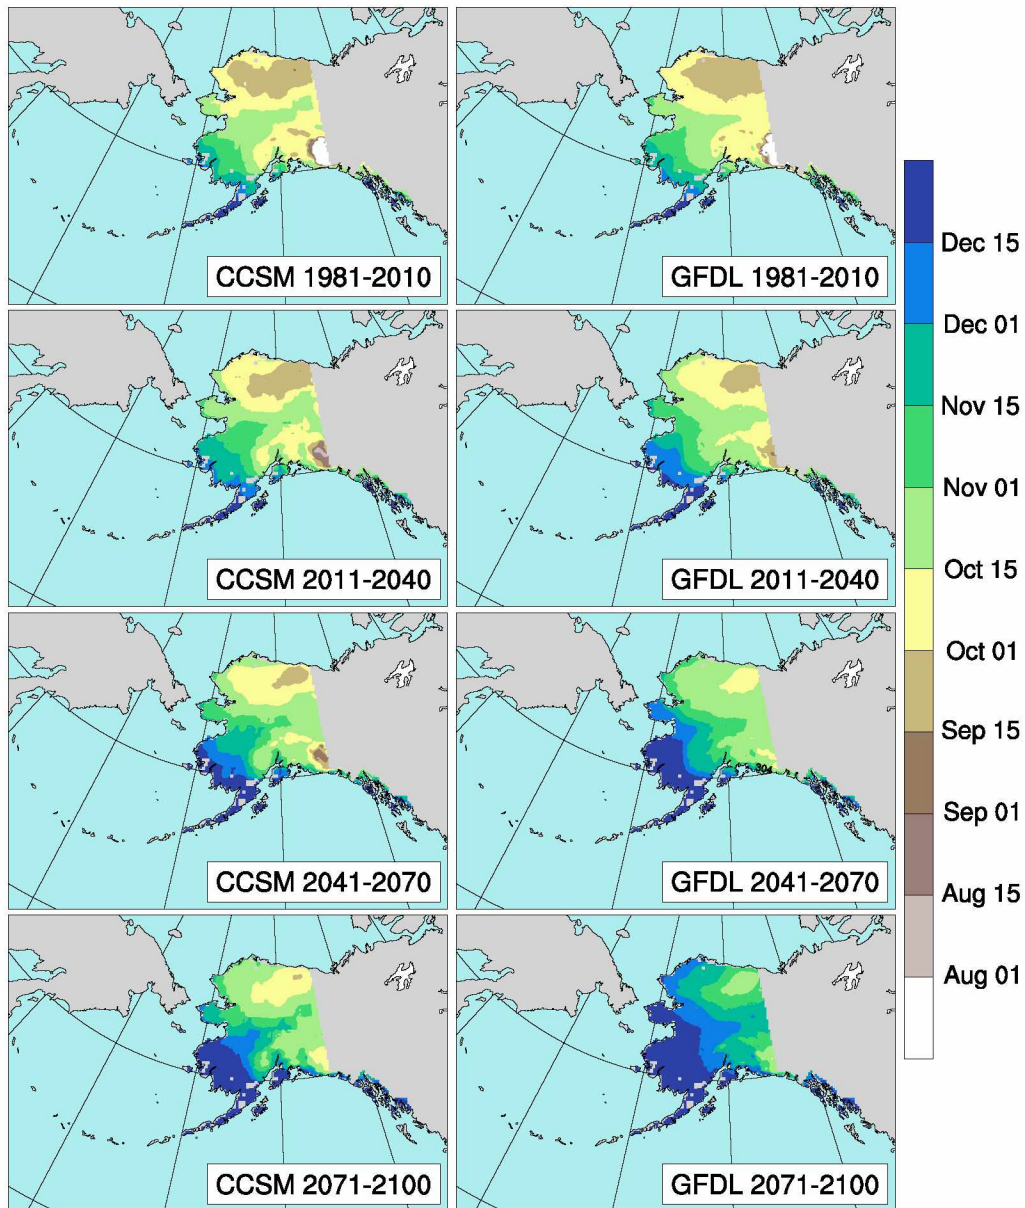 CCSM 1981-2010
GFDL 1981-2010
CCSM 2011-2040
GFDL 2011-2040
CCSM 2041-2070
304
GFDL 2041-2070
CCSM 2071-2100
GFDL 2071-2100
Dec 15
Dec 01
Nov 15
Nov 01
Oct 15
Oct 01
Sep 15
Sep 01
Aug 15
Aug 01